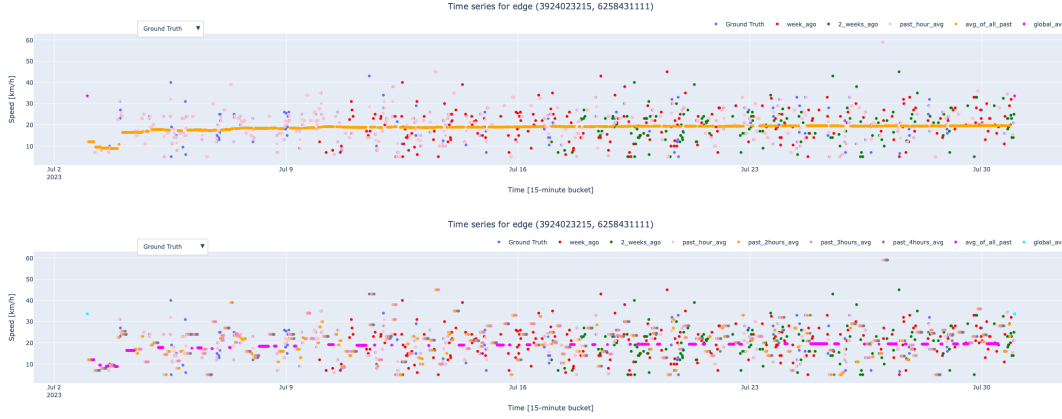 Time series for edge (3924023215, 6258431111)
Ground Truth ▼
Ground Truth week_ago 2_weeks_ago past_hour_avg avg_of_all_past global_av
Speed [km/h]
60
50
40
30
20
10
Jul 2
2023
Jul 9
Jul 16
Jul 23
Jul 30
Time [15-minute bucket]
Time series for edge (3924023215, 6258431111)
Ground Truth ▼
Ground Truth week_ago 2_weeks_ago past_hour_avg past_2hours_avg past_3hours_avg past_4hours_avg avg_of_all_past global_av
Speed [km/h]
60
50
40
30
20
10
Jul 2
2023
Jul 9
Jul 16
Jul 23
Jul 30
Time [15-minute bucket]